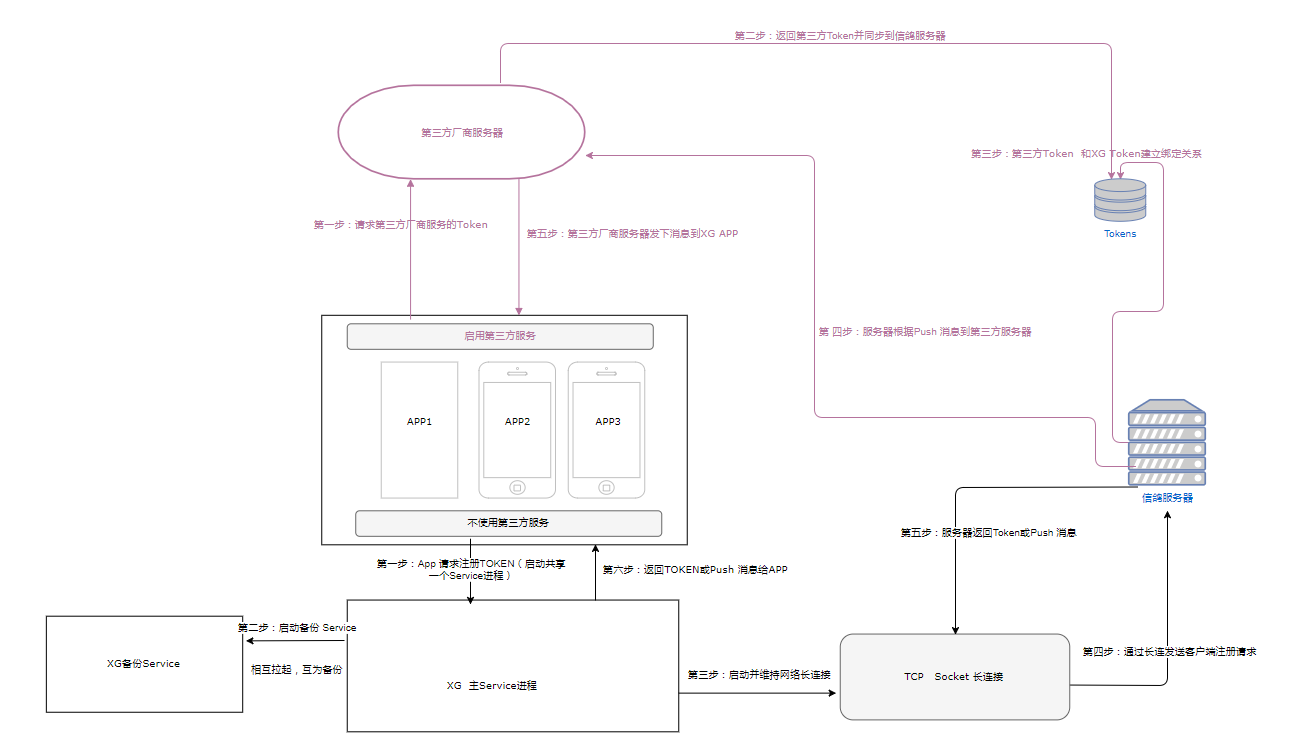 第二步：返回第三方Token并同步到信鸽服务器
第三方厂商服务器
第三步：第三方Token 和XG Token建立绑定关系
第一步：请求第三方厂商服务的Token
第五步：第三方厂商服务器发下消息到XG APP
Tokens
第 四步：服务器根据Push 消息到第三方服务器
启用第三方服务
APP1
APP2
APP3
信鸽服务器
不使用第三方服务
第五步：服务器返回Token或Push 消息
第一步：App 请求注册TOKEN（启动共享
一个Service进程）
第六步：返回TOKEN或Push 消息给APP
第二步：启动备份 Service
XG备份Service
相互拉起，互为备份
XG 主Service进程
第三步：启动并维持网络长连接
TCP Socket 长连接
第四步：通过长连发送客户端注册请求